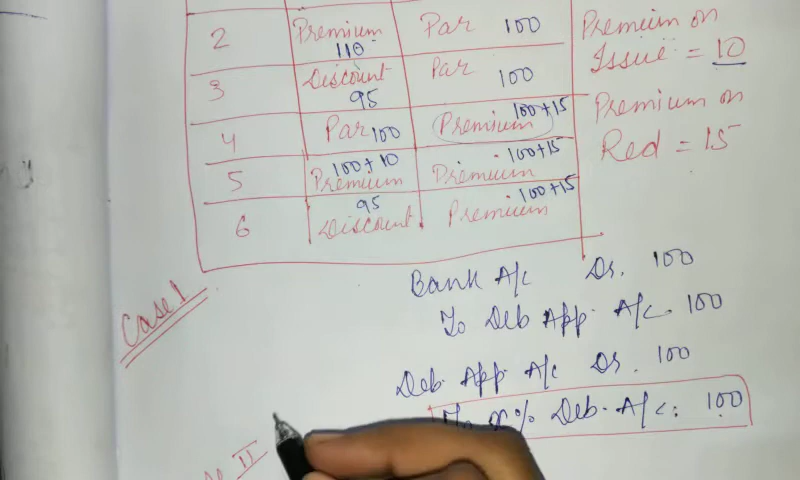 2 Premium 110 Par 100
3 Discount 95 Par 100
4 Par 100 Premium 100+15
5 Premium 100+10 Premium 100+15
6 Discount 95 Premium 100+15
Premium on
Issue = 10
Premium on
Red = 15
Case I
Bank A/c Dr. 100
To Deb App. A/c. 100
Deb. App. A/c Dr. 100
To x% Deb. A/c. 100
II